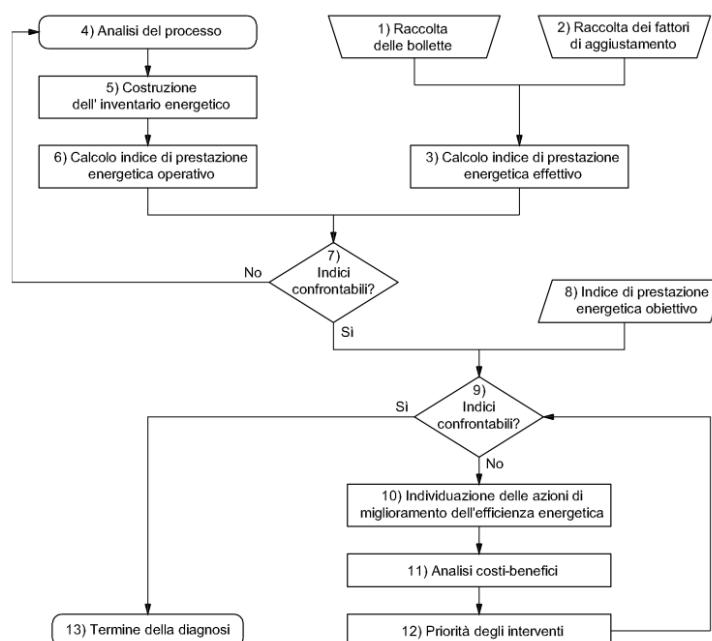 4) Analisi del processo
1) Raccolta
delle bollette
2) Raccolta dei fattori
di aggiustamento
5) Costruzione
dell' inventario energetico
6) Calcolo indice di prestazione
energetica operativo
3) Calcolo indice di prestazione
energetica effettivo
7)
Indici
confrontabili?
No
Sì
8) Indice di prestazione
energetica obiettivo
9)
Indici
confrontabili?
Sì
No
10) Individuazione delle azioni di
miglioramento dell'efficienza energetica
11) Analisi costi-benefici
12) Priorità degli interventi
13) Termine della diagnosi